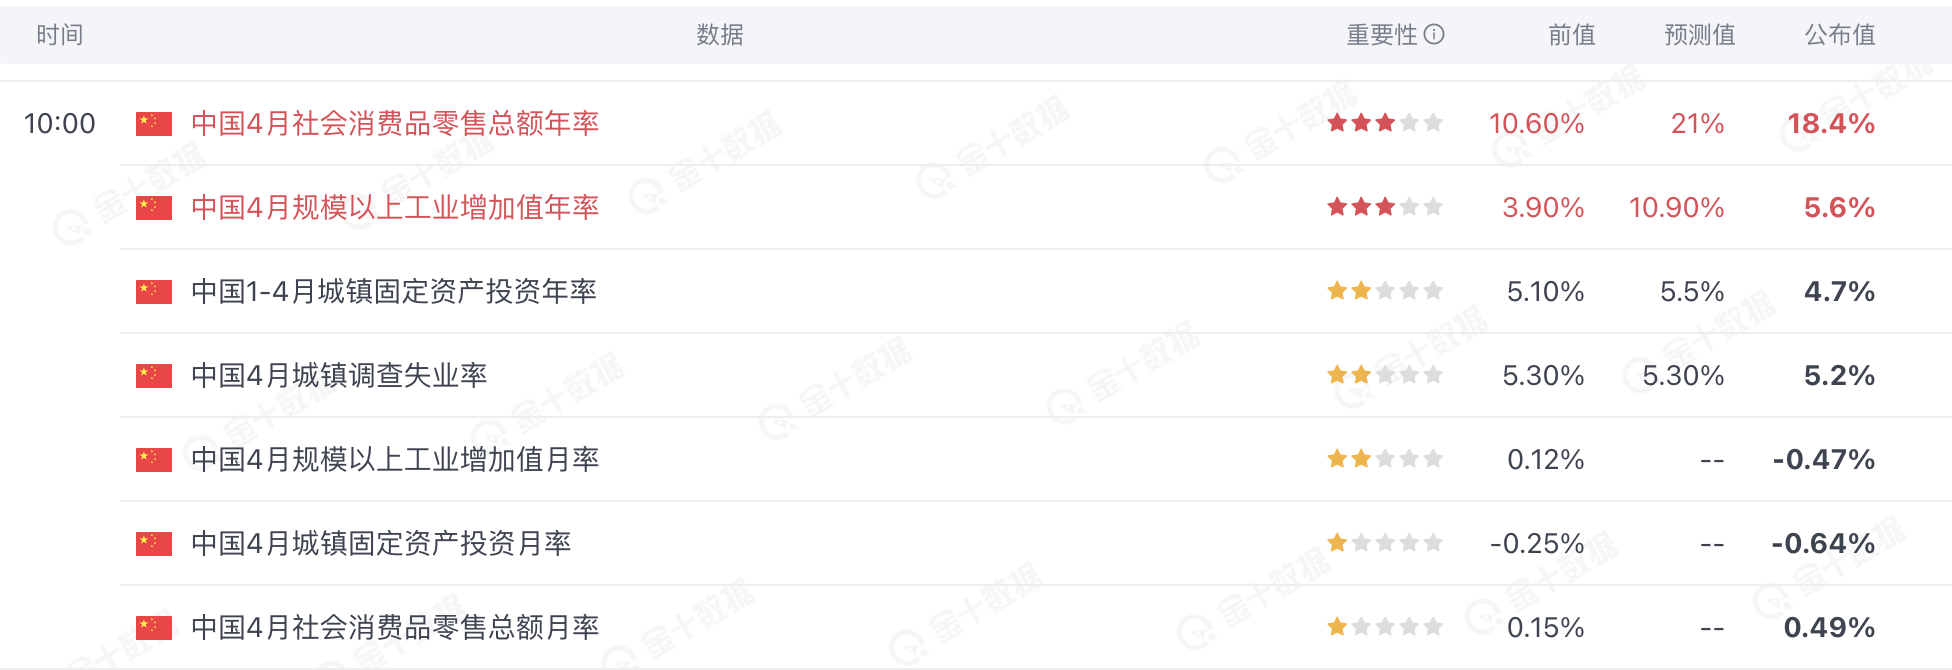 时间 数据 重要性 前值 预测值 公布值
10:00 中国4月社会消费品零售总额年率 10.60% 21% 18.4%
中国4月规模以上工业增加值年率 3.90% 10.90% 5.6%
中国1-4月城镇固定资产投资年率 5.10% 5.5% 4.7%
中国4月城镇调查失业率 5.30% 5.30% 5.2%
中国4月规模以上工业增加值月率 0.12% -- -0.47%
中国4月城镇固定资产投资月率 -0.25% -- -0.64%
中国4月社会消费品零售总额月率 0.15% -- 0.49%
金十数据